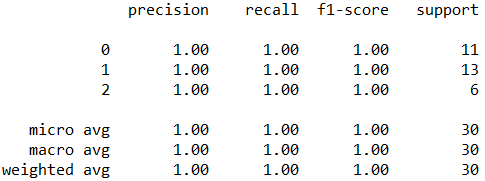 precision recall f1-score support
0 1.00 1.00 1.00 11
1 1.00 1.00 1.00 13
2 1.00 1.00 1.00 6
micro avg 1.00 1.00 1.00 30
macro avg 1.00 1.00 1.00 30
weighted avg 1.00 1.00 1.00 30